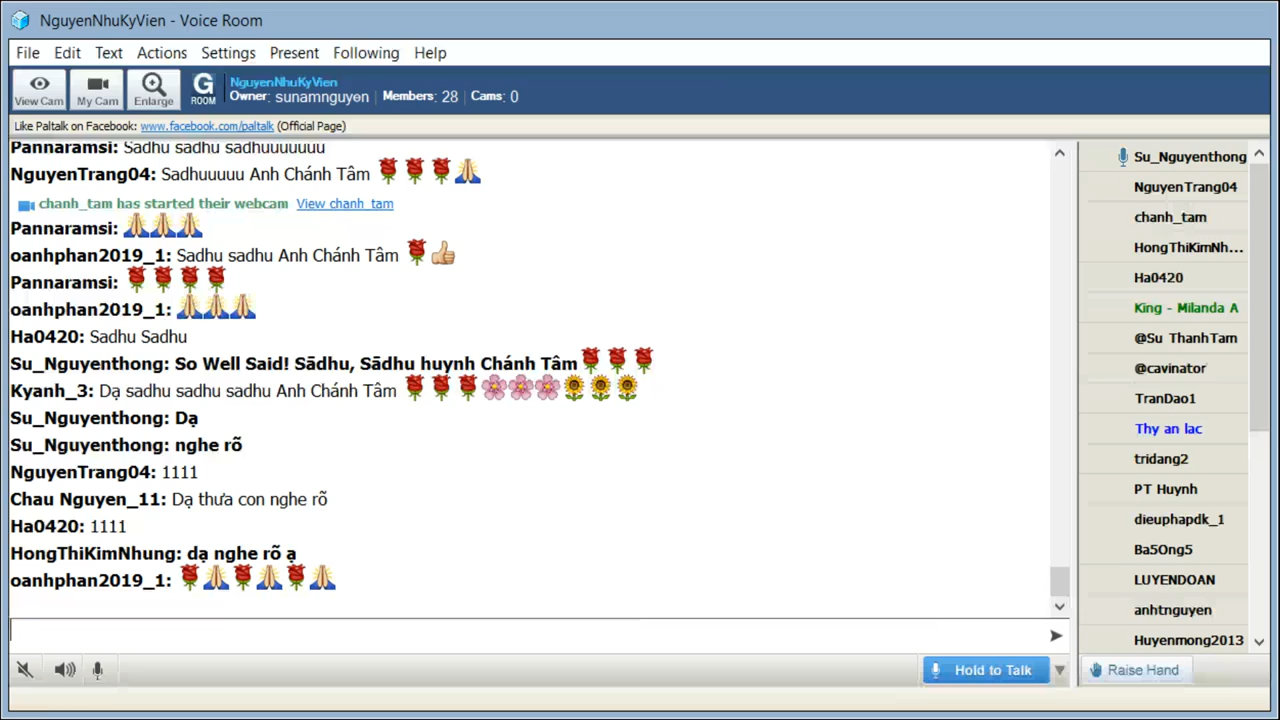 NguyenNhuKyVien - Voice Room
File Edit Text Actions Settings Present Following Help
View Cam
My Cam
Enlarge
G
ROOM
NguyenNhuKyVien
Owner: sunamnguyen | Members: 28 | Cams: 0
Like Paltalk on Facebook: www.facebook.com/paltalk (Official Page)
Pannaramsi: Sadhu sadhu sadhuuuuuuu
NguyenTrang04: Sadhuuuuu Anh Chánh Tâm 🌹🌹🌹🙏
chanh_tam has started their webcam View chanh_tam
Pannaramsi: 🙏🙏🙏
oanhphan2019_1: Sadhu sadhu Anh Chánh Tâm 🌹👍
Pannaramsi: 🌹🌹🌹🌹
oanhphan2019_1: 🙏🙏🙏
Ha0420: Sadhu Sadhu
Su_Nguyenthong: So Well Said! Sādhu, Sādhu huynh Chánh Tâm🌹🌹🌹
Kyanh_3: Dạ sadhu sadhu sadhu Anh Chánh Tâm 🌹🌹🌹🌸🌸🌸🌻🌻🌻
Su_Nguyenthong: Dạ
Su_Nguyenthong: nghe rõ
NguyenTrang04: 1111
Chau Nguyen_11: Dạ thưa con nghe rõ
Ha0420: 1111
HongThiKimNhung: dạ nghe rõ ạ
oanhphan2019_1: 🌹🙏🌹🙏🌹🙏
Su_Nguyenthong
NguyenTrang04
chanh_tam
HongThiKimNh...
Ha0420
King - Milanda A
@Su ThanhTam
@cavinator
TranDao1
Thy an lac
tridang2
PT Huynh
dieuphapdk_1
Ba5Ong5
LUYENDOAN
anhtnguyen
Huyenmong2013
Hold to Talk
Raise Hand